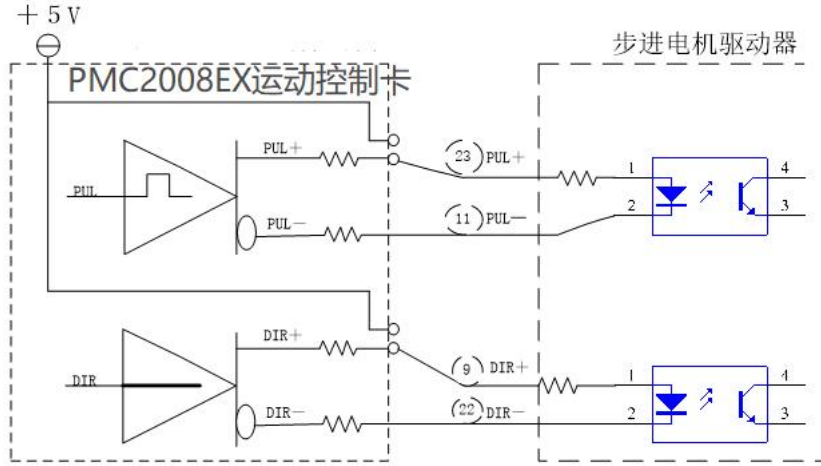 +5V
步进电机驱动器
PMC2008EX运动控制卡
PUL+
23 PUL+
1
4
PUL
2
3
PUL-
11 PUL-
DIR+
9 DIR+
1
4
DIR
2
3
DIR-
22 DIR-